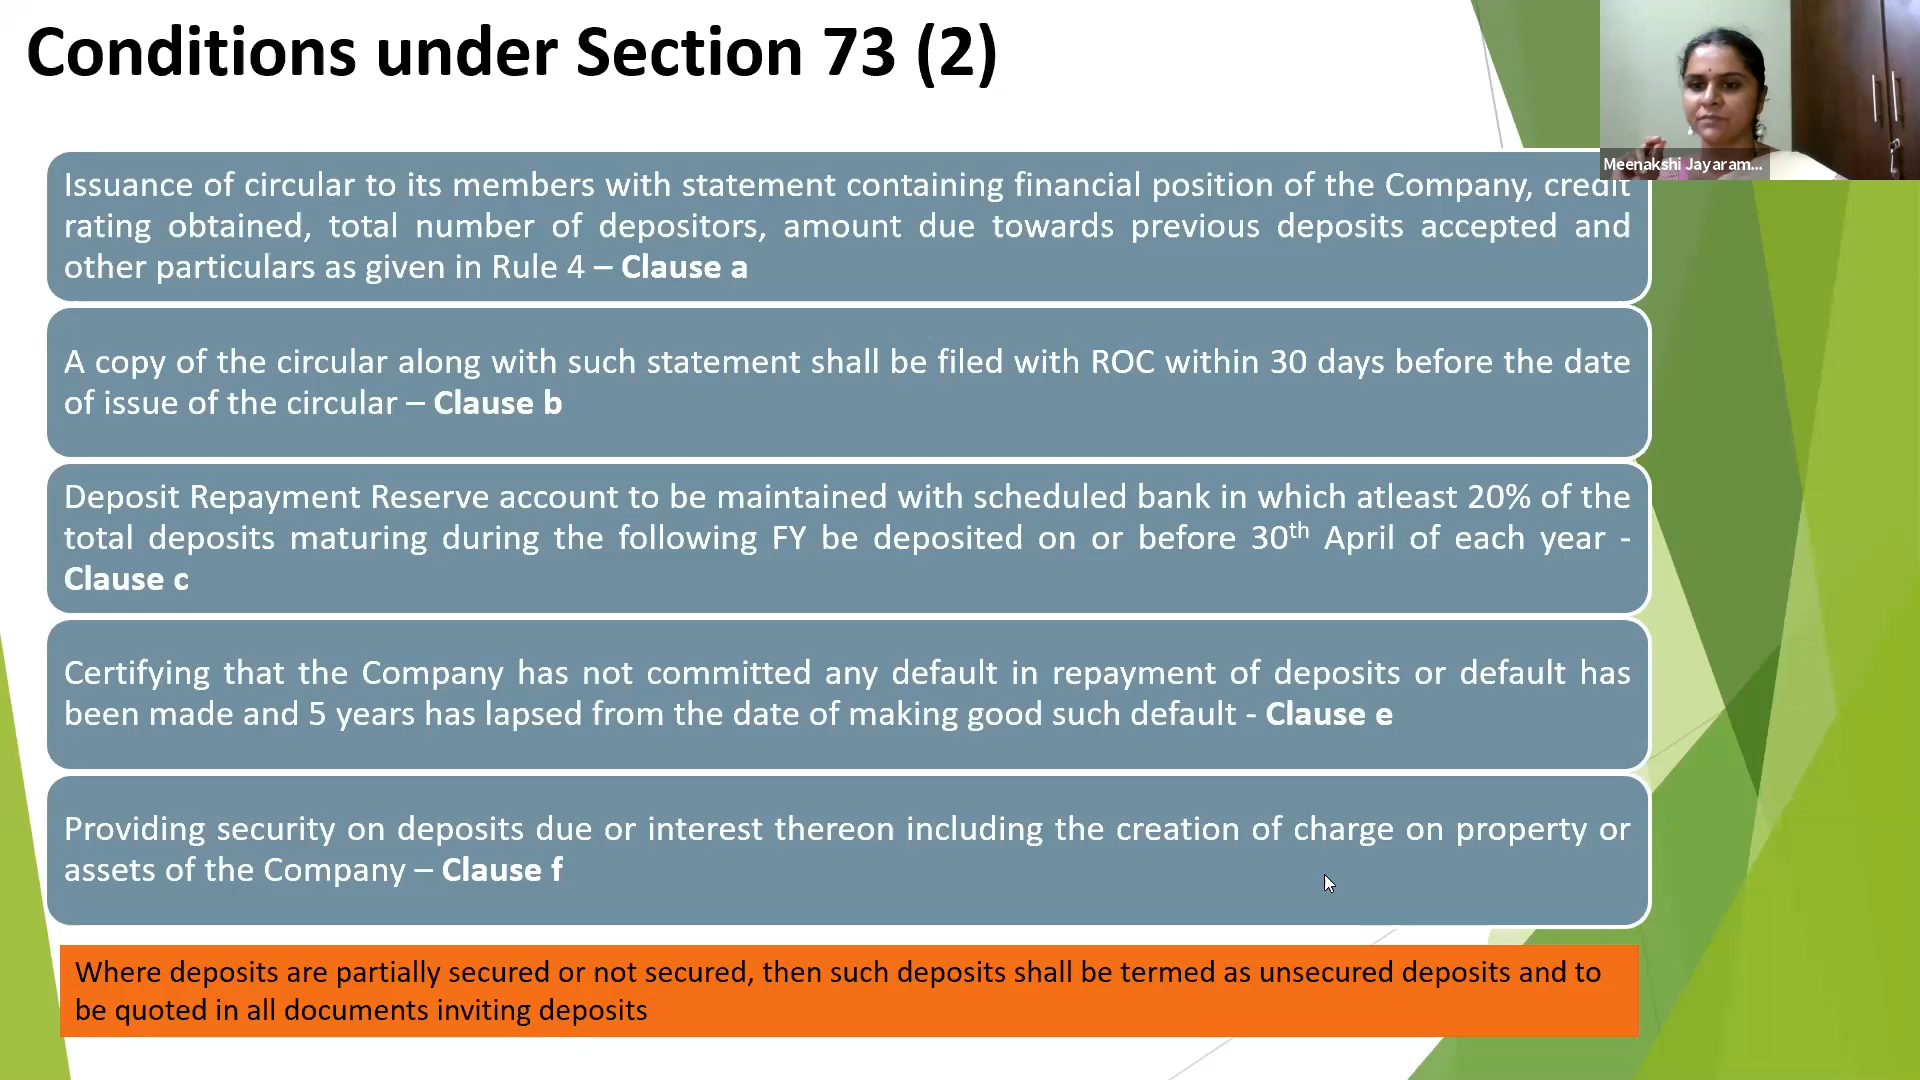 Conditions under Section 73 (2)
Meenakshi Jayaram...
Issuance of circular to its members with statement containing financial position of the Company, credit
rating obtained, total number of depositors, amount due towards previous deposits accepted and
other particulars as given in Rule 4 – Clause a
A copy of the circular along with such statement shall be filed with ROC within 30 days before the date
of issue of the circular – Clause b
Deposit Repayment Reserve account to be maintained with scheduled bank in which atleast 20% of the
total deposits maturing during the following FY be deposited on or before 30th April of each year -
Clause c
Certifying that the Company has not committed any default in repayment of deposits or default has
been made and 5 years has lapsed from the date of making good such default - Clause e
Providing security on deposits due or interest thereon including the creation of charge on property or
assets of the Company – Clause f
Where deposits are partially secured or not secured, then such deposits shall be termed as unsecured deposits and to
be quoted in all documents inviting deposits